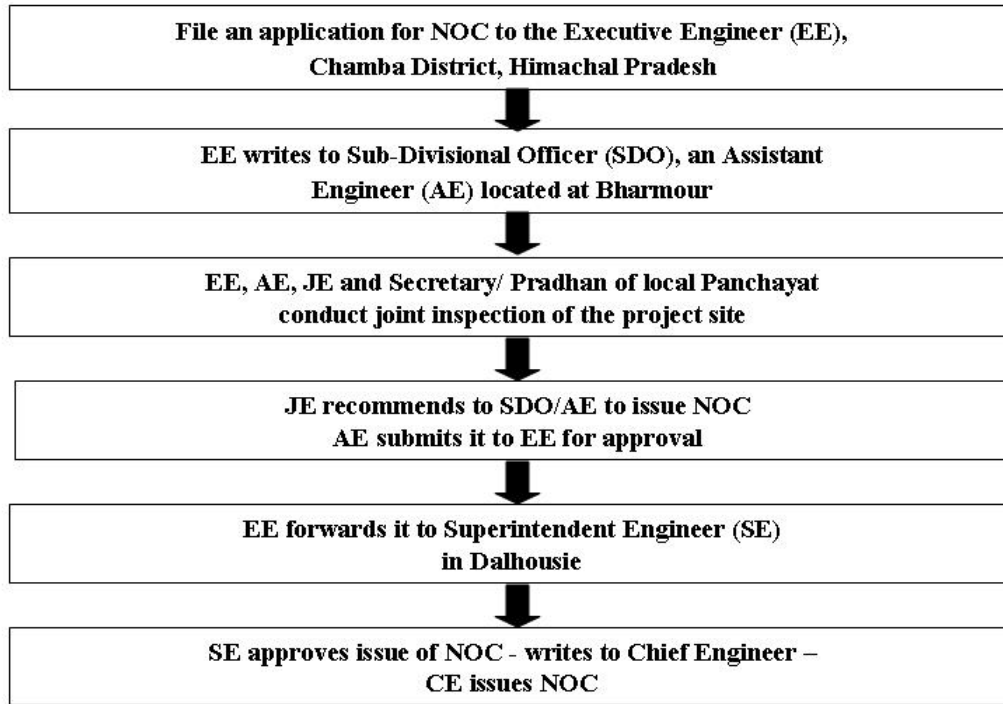 File an application for NOC to the Executive Engineer (EE),
Chamba District, Himachal Pradesh
EE writes to Sub-Divisional Officer (SDO), an Assistant
Engineer (AE) located at Bharmour
EE, AE, JE and Secretary/ Pradhan of local Panchayat
conduct joint inspection of the project site
JE recommends to SDO/AE to issue NOC
AE submits it to EE for approval
EE forwards it to Superintendent Engineer (SE)
in Dalhousie
SE approves issue of NOC - writes to Chief Engineer –
CE issues NOC